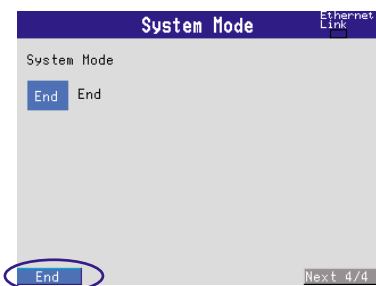 System Mode
Ethernet
Link
System Mode
End End
End
Next 4/4